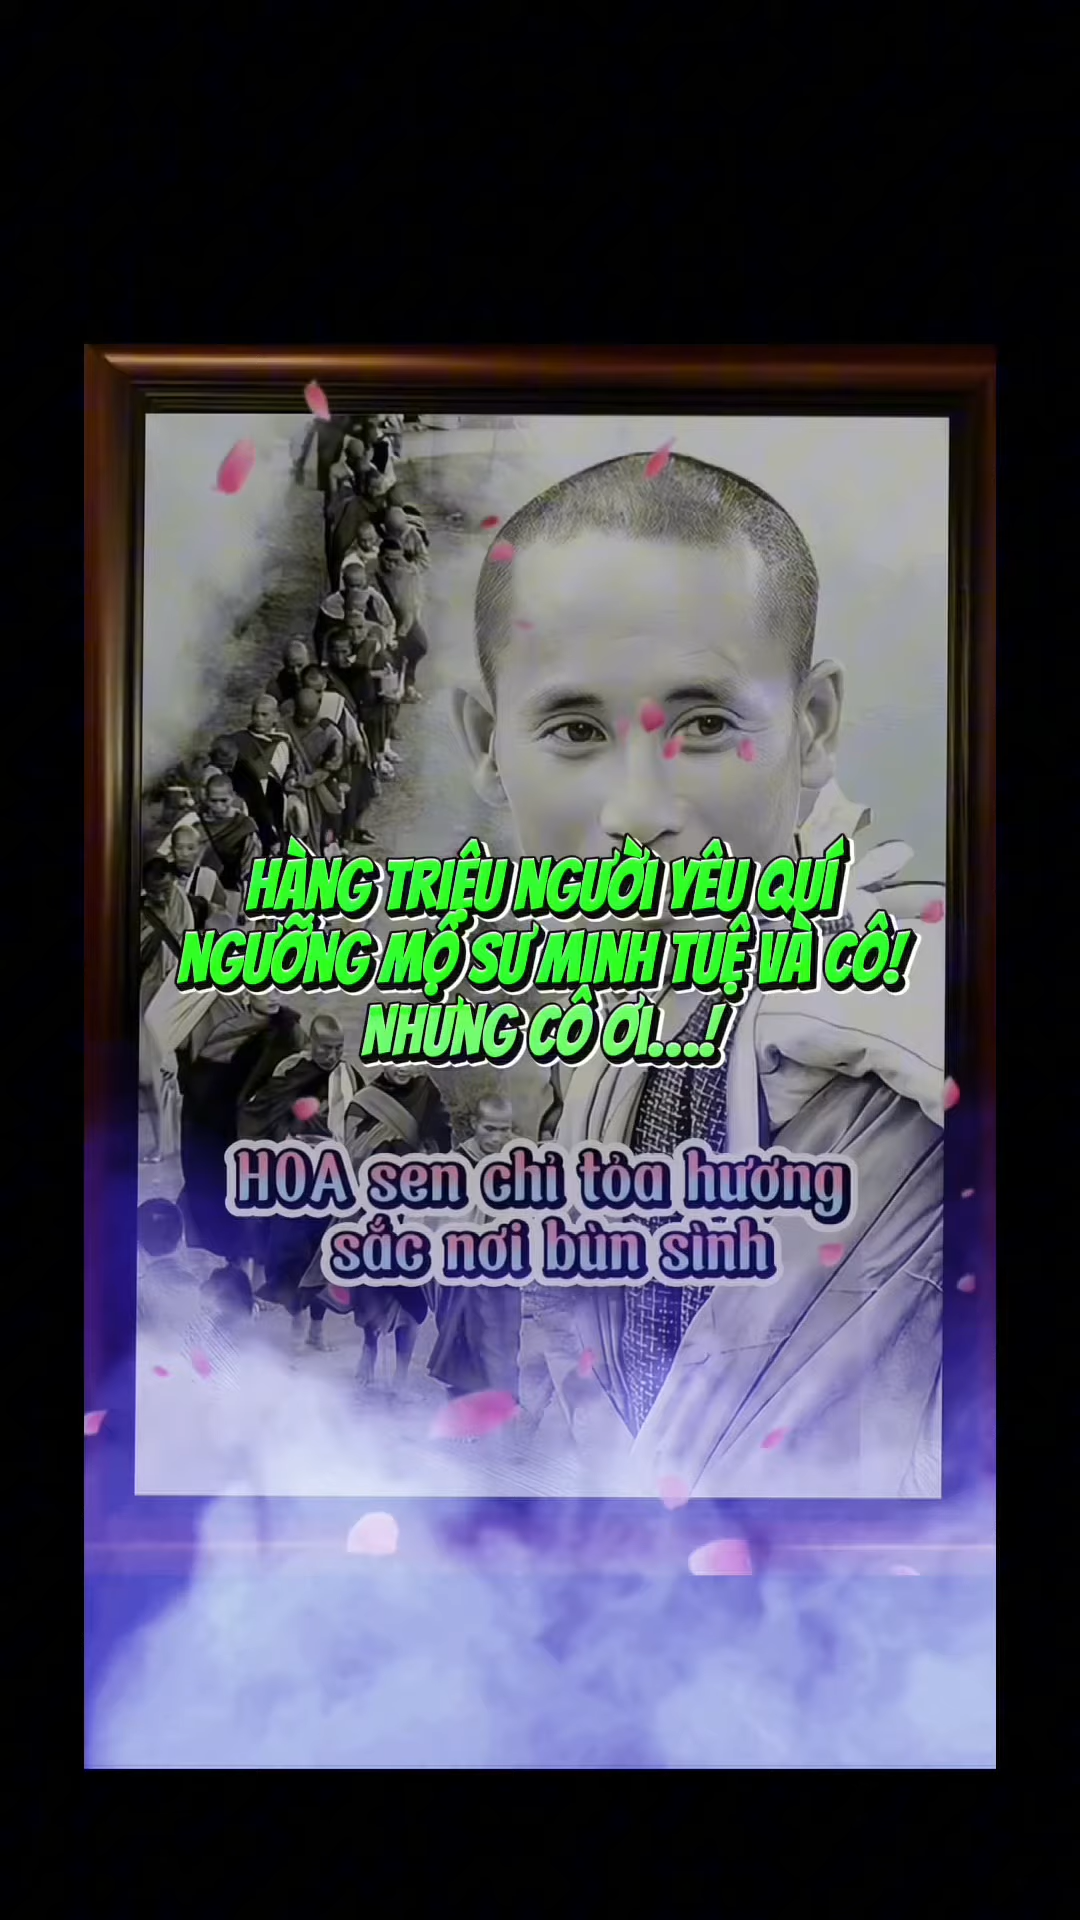 HÀNG TRIỆU NGƯỜI YÊU QUÍ
NGƯỠNG MỘ SƯ MINH TUỆ VÀ CÔ!
NHƯNG CÔ ƠI....!
HOA sen chỉ tỏa hương
sắc nơi bùn sình